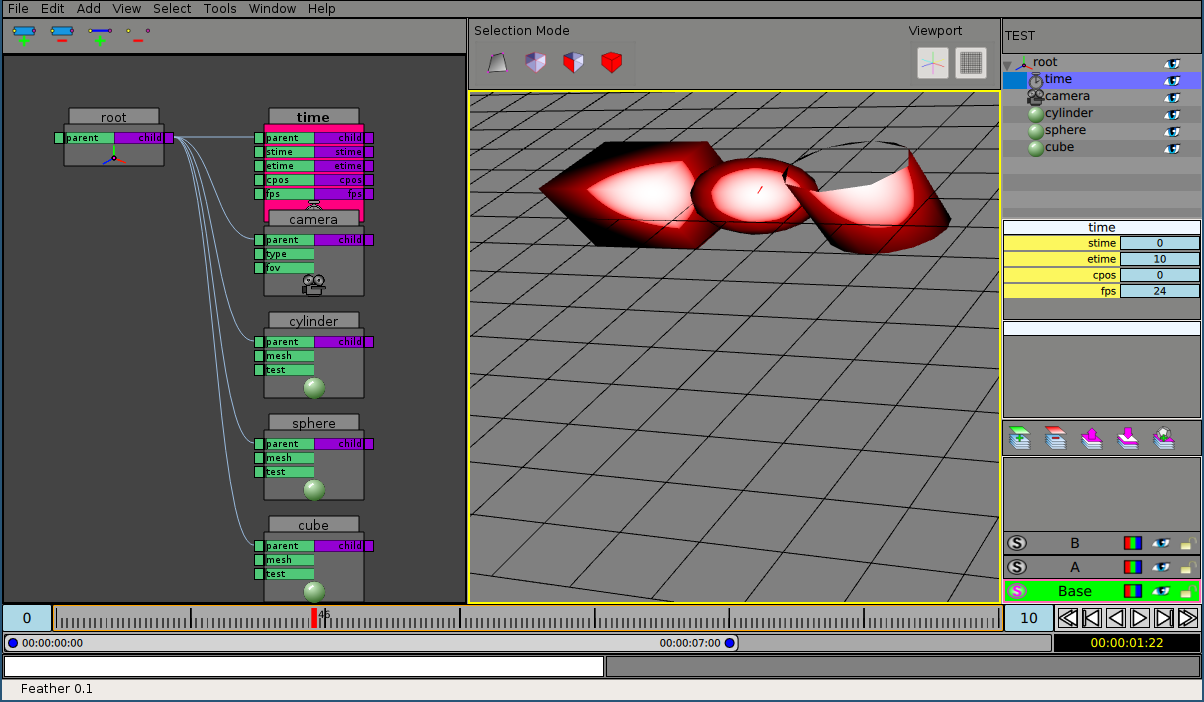 File Edit Add View Select Tools Window Help
Selection Mode
Viewport
TEST
root
time
camera
cylinder
sphere
cube
root
parent child
time
parent child
stime stime
etime etime
cpos cpos
fps fps
camera
parent child
type
fov
cylinder
parent child
mesh
test
sphere
parent child
mesh
test
cube
parent child
mesh
test
time
stime 0
etime 10
cpos 0
fps 24
S B
S A
S Base
0
46
10
00:00:00:00
00:00:07:00
00:00:01:22
Feather 0.1